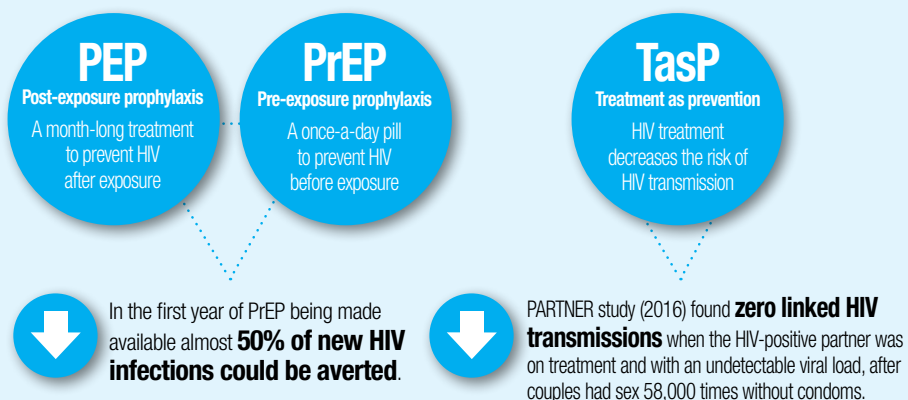 PEP
Post-exposure prophylaxis
A month-long treatment
to prevent HIV
after exposure
PrEP
Pre-exposure prophylaxis
A once-a-day pill
to prevent HIV
before exposure
TasP
Treatment as prevention
HIV treatment
decreases the risk of
HIV transmission
In the first year of PrEP being made
available almost 50% of new HIV
infections could be averted.
PARTNER study (2016) found zero linked HIV
transmissions when the HIV-positive partner was
on treatment and with an undetectable viral load, after
couples had sex 58,000 times without condoms.